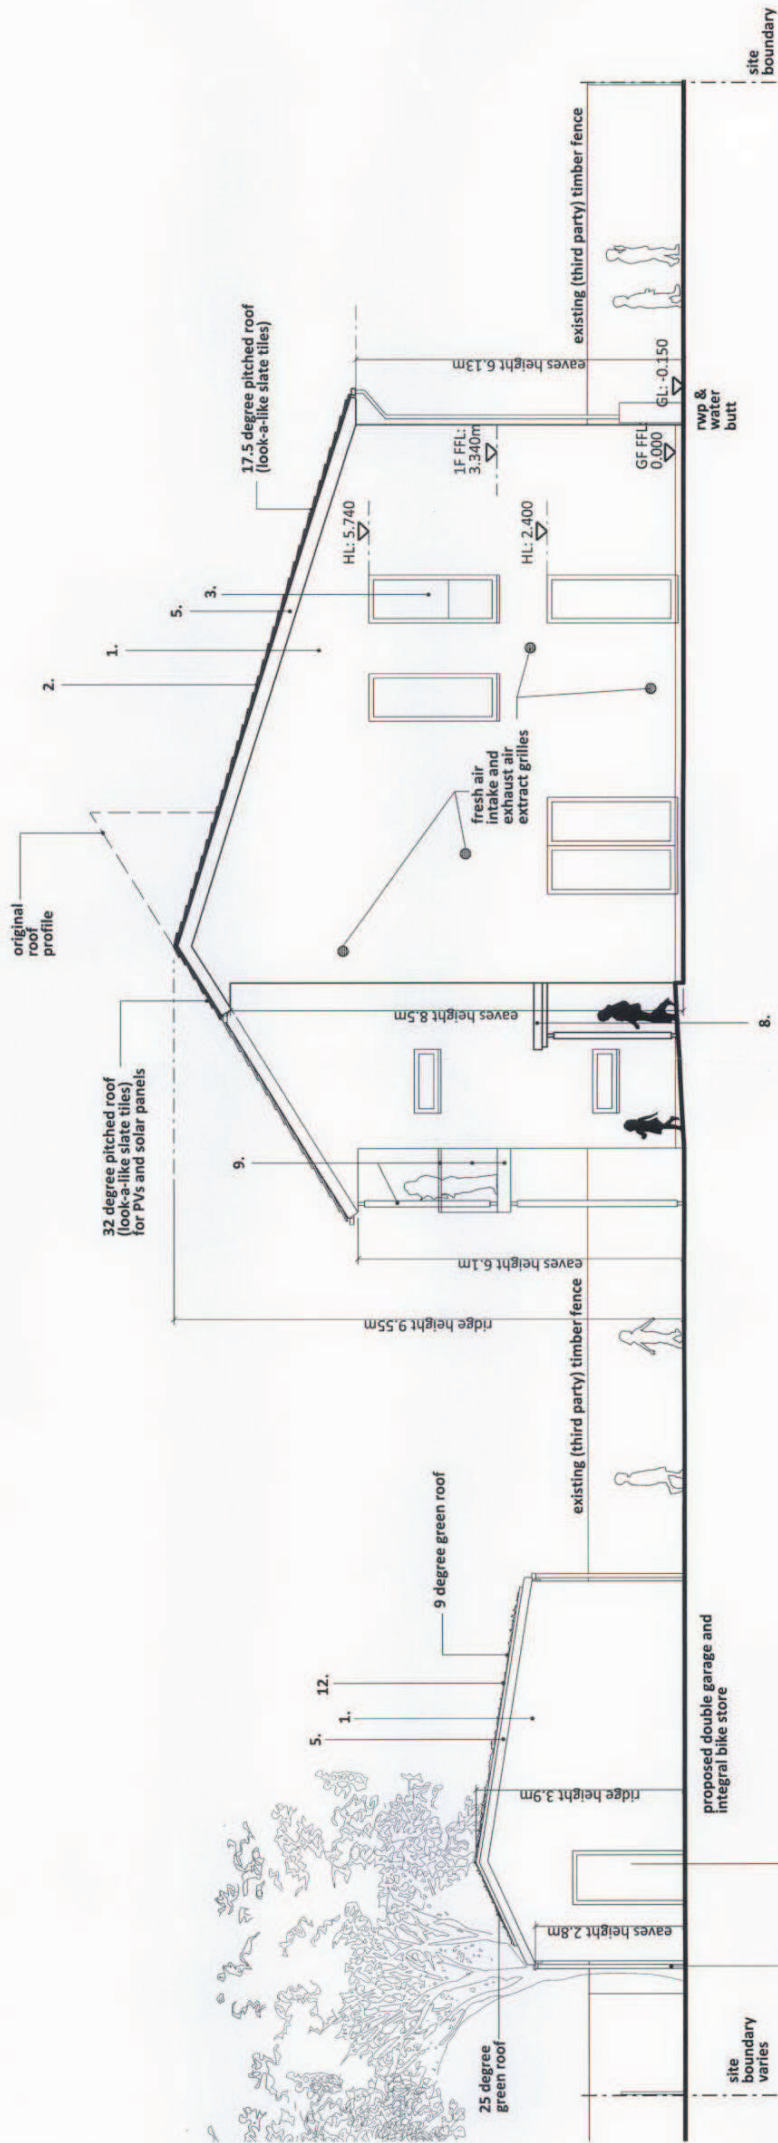 original
roof
profile
2.
17.5 degree pitched roof
(look-a-like slate tiles)
32 degree pitched roof
(look-a-like slate tiles)
for PVs and solar panels
5.
1.
3.
9.
HL: 5.740
1F FFL:
3.340m
HL: 2.400
GF FFL:
0.000
GL: -0.150
eaves height 6.13m
eaves height 8.5m
eaves height 6.1m
ridge height 9.55m
fresh air
intake and
exhaust air
extract grilles
existing (third party) timber fence
site
boundary
rwp &
water
butt
8.
existing (third party) timber fence
12.
5.
1.
9 degree green roof
25 degree
green roof
ridge height 3.9m
eaves height 2.8m
proposed double garage and
integral bike store
site
boundary
varies